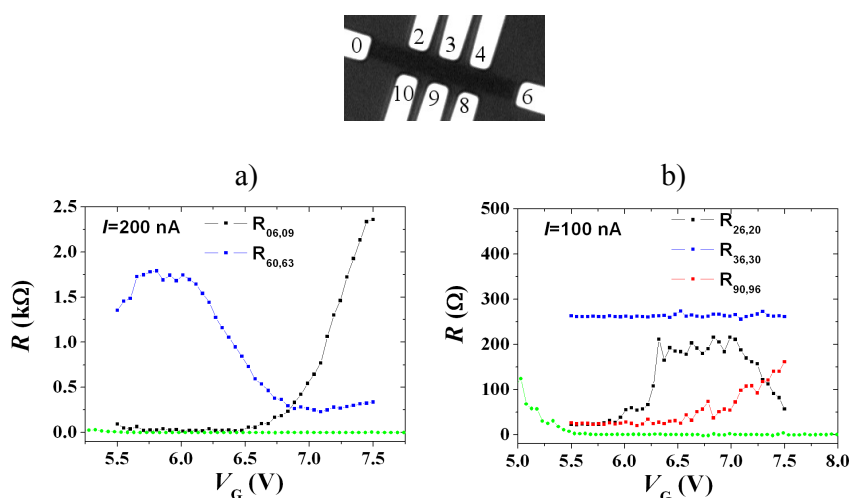 0 2 3 4
10 9 8 6
a)
I=200 nA
R06,09
R60,63
2.5
2.0
1.5
1.0
0.5
0.0
R (kΩ)
5.5 6.0 6.5 7.0 7.5
VG (V)
b)
I=100 nA
R26,20
R36,30
R90,96
500
400
300
200
100
0
R (Ω)
5.0 5.5 6.0 6.5 7.0 7.5 8.0
VG (V)